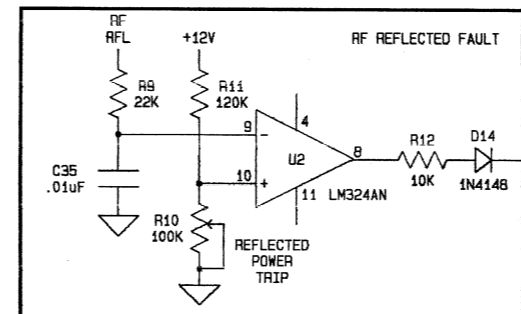 RF
RFL
+12V
RF REFLECTED FAULT
R9
22K
R11
120K
4
9
-
U2
8
R12
10K
D14
1N4148
C35
.01uF
10
+
11
LM324AN
R10
100K
REFLECTED
POWER
TRIP